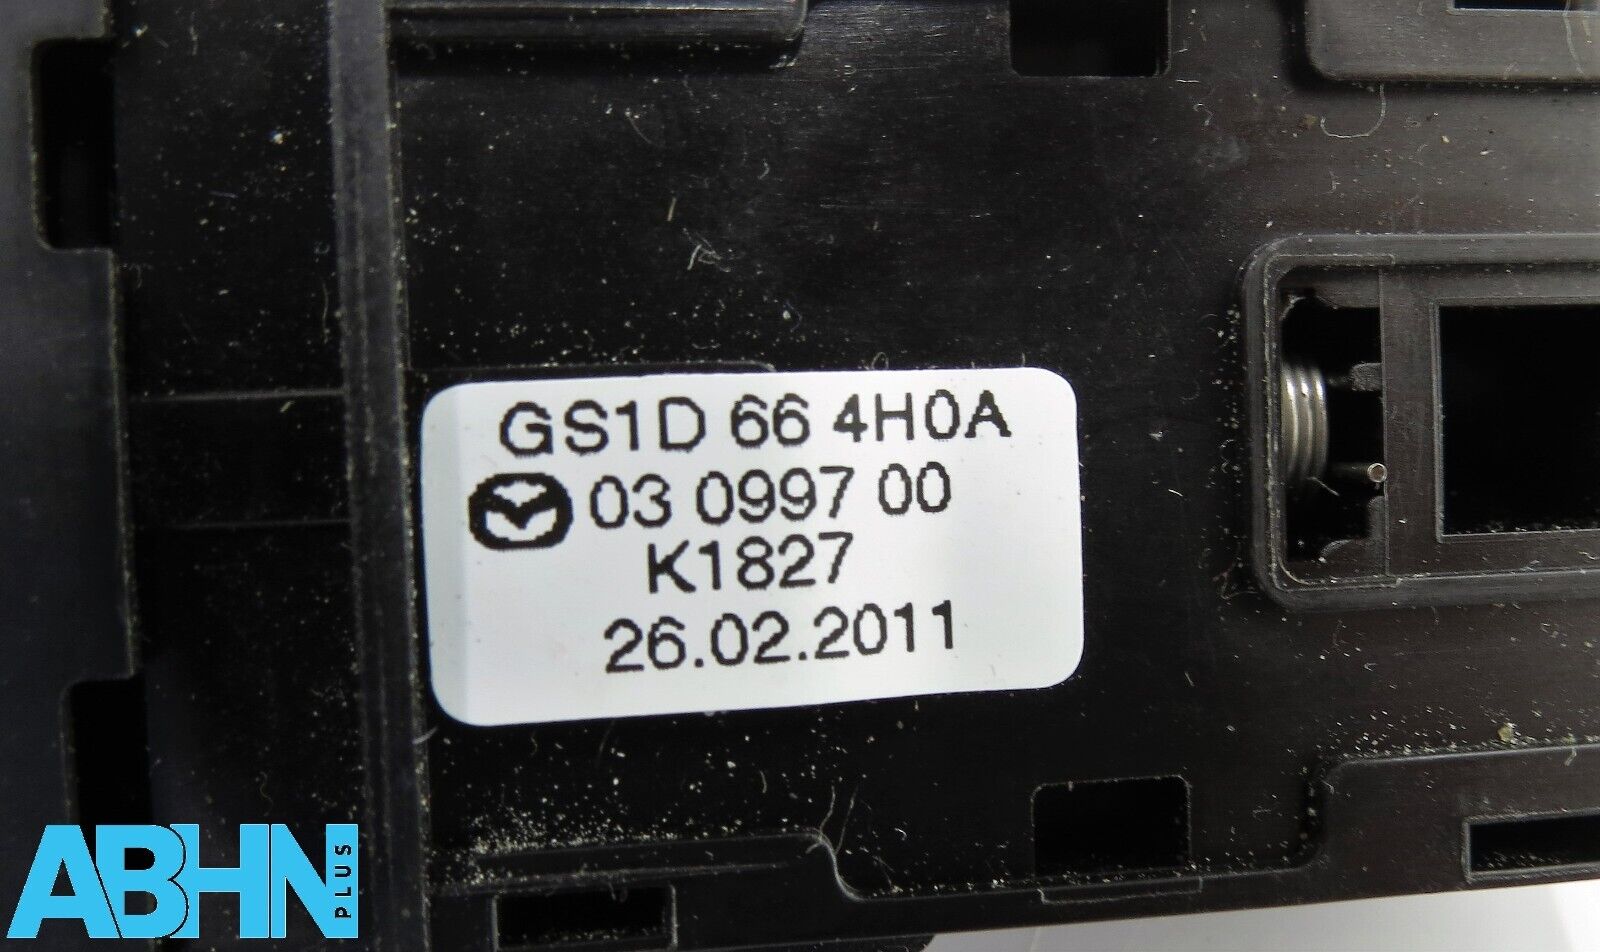 GS1D 66 4H0A
03 0997 00
K1827
26.02.2011
ABHN PLUS